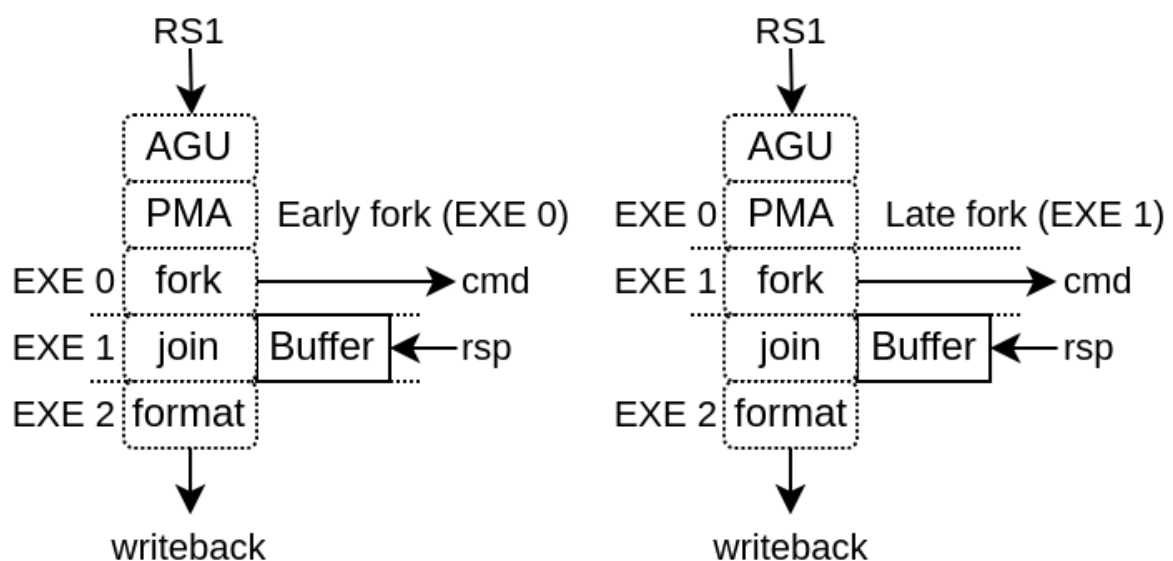 RS1
AGU
PMA
Early fork (EXE 0)
EXE 0
fork
cmd
EXE 1
join
Buffer
rsp
EXE 2
format
writeback
RS1
AGU
EXE 0
PMA
Late fork (EXE 1)
EXE 1
fork
cmd
join
Buffer
rsp
EXE 2
format
writeback